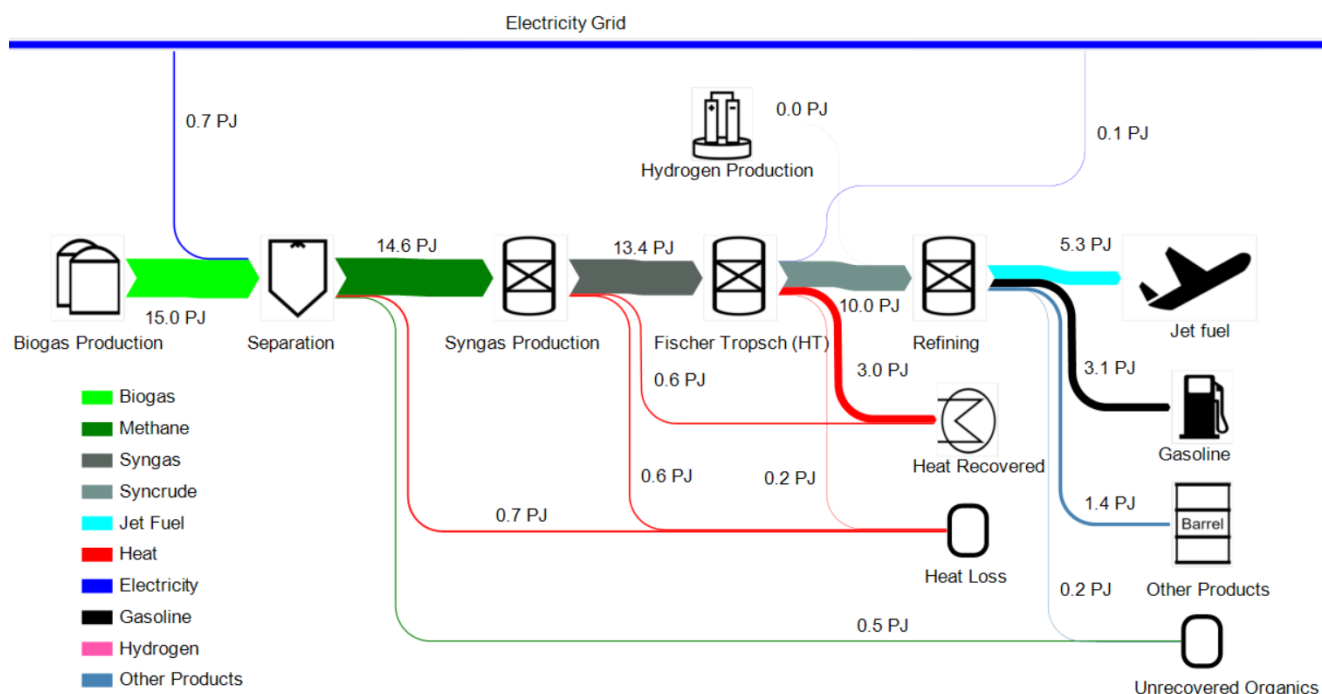 Electricity Grid
0.7 PJ
0.0 PJ
0.1 PJ
Hydrogen Production
14.6 PJ
13.4 PJ
5.3 PJ
15.0 PJ
10.0 PJ
Biogas Production
Separation
Syngas Production
Fischer Tropsch (HT)
Refining
Jet fuel
0.6 PJ
3.0 PJ
3.1 PJ
Biogas
Methane
Syngas
Syncrude
Jet Fuel
Heat
Electricity
Gasoline
Hydrogen
Other Products
Gasoline
Heat Recovered
0.6 PJ
0.2 PJ
0.7 PJ
1.4 PJ
Barrel
Heat Loss
Other Products
0.2 PJ
0.5 PJ
Unrecovered Organics